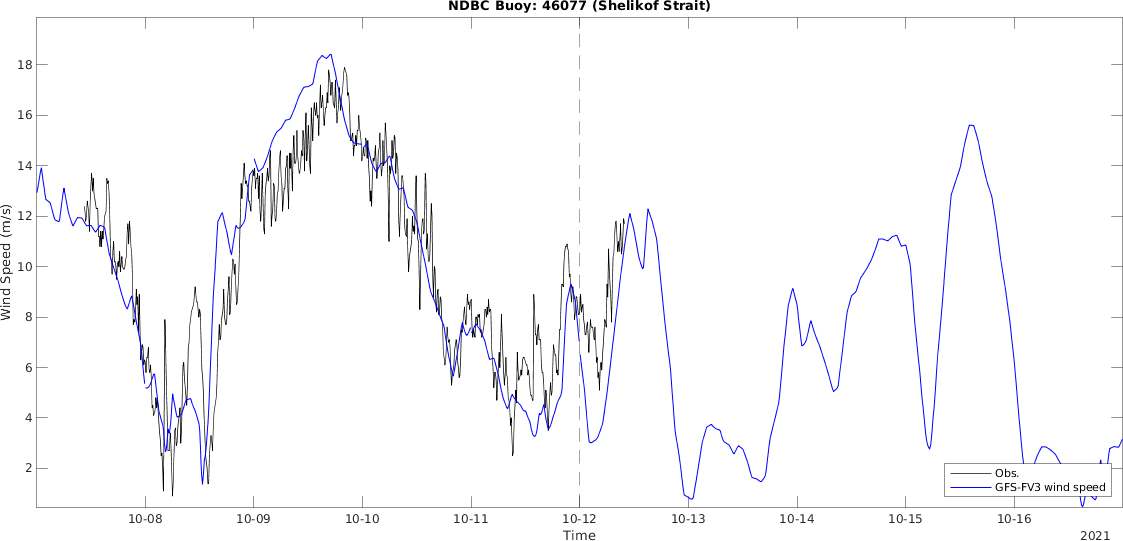 NDBC Buoy: 46077 (Shelikof Strait)
Wind Speed (m/s)
18
16
14
12
10
8
6
4
2
10-08 10-09 10-10 10-11 10-12 10-13 10-14 10-15 10-16
Time
2021
Obs.
GFS-FV3 wind speed